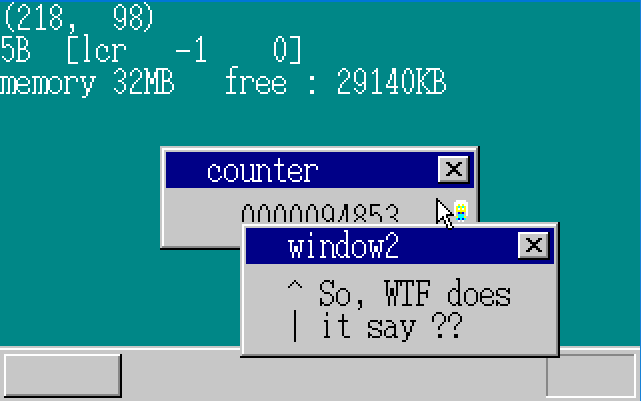 (218,  98)
5B  [lcr   -1    0]
memory 32MB   free : 29140KB
counter
0000094853
window2
^ So, WTF does
| it say ??